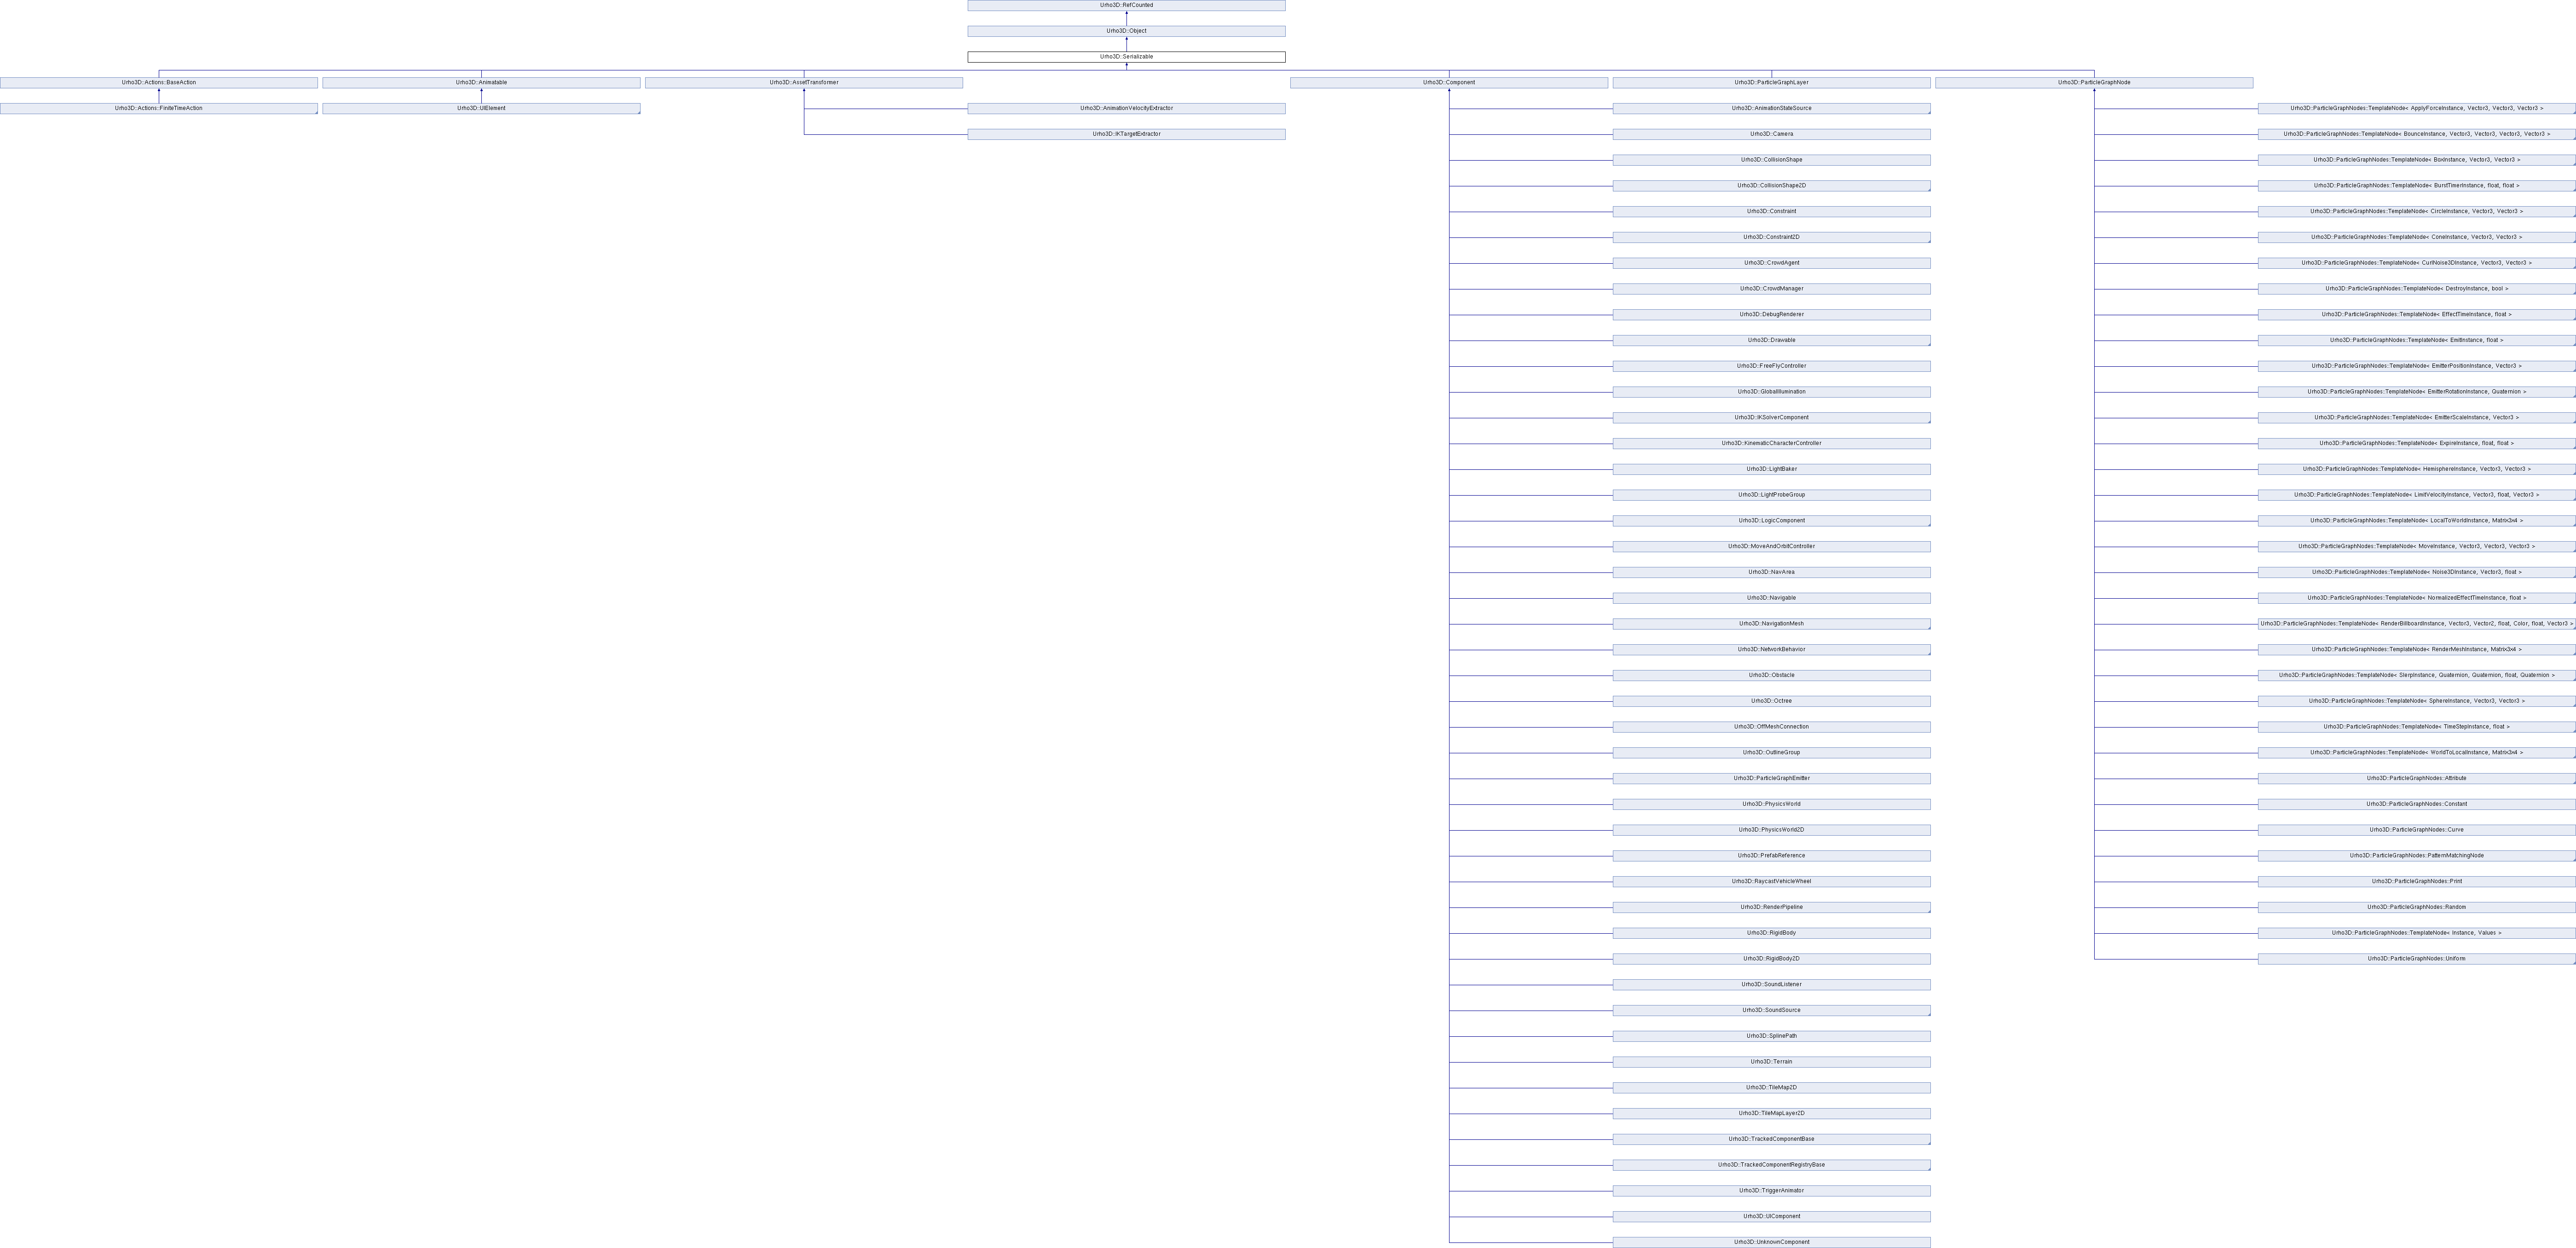 Urho3D::RefCounted
Urho3D::Object
Urho3D::Serializable
Urho3D::Actions::BaseAction
Urho3D::Animatable
Urho3D::AssetTransformer
Urho3D::Component
Urho3D::ParticleGraphLayer
Urho3D::ParticleGraphNode
Urho3D::Actions::FiniteTimeAction
Urho3D::UIElement
Urho3D::AnimationVelocityExtractor
Urho3D::IKTargetExtractor
Urho3D::AnimationStateSource
Urho3D::Camera
Urho3D::CollisionShape
Urho3D::CollisionShape2D
Urho3D::Constraint
Urho3D::Constraint2D
Urho3D::CrowdAgent
Urho3D::CrowdManager
Urho3D::DebugRenderer
Urho3D::Drawable
Urho3D::FreeFlyController
Urho3D::GlobalIllumination
Urho3D::IKSolverComponent
Urho3D::KinematicCharacterController
Urho3D::LightBaker
Urho3D::LightProbeGroup
Urho3D::LogicComponent
Urho3D::MoveAndOrbitController
Urho3D::NavArea
Urho3D::Navigable
Urho3D::NavigationMesh
Urho3D::NetworkBehavior
Urho3D::Obstacle
Urho3D::Octree
Urho3D::OffMeshConnection
Urho3D::OutlineGroup
Urho3D::ParticleGraphEmitter
Urho3D::PhysicsWorld
Urho3D::PhysicsWorld2D
Urho3D::PrefabReference
Urho3D::RaycastVehicleWheel
Urho3D::RenderPipeline
Urho3D::RigidBody
Urho3D::RigidBody2D
Urho3D::SoundListener
Urho3D::SoundSource
Urho3D::SplinePath
Urho3D::Terrain
Urho3D::TileMap2D
Urho3D::TileMapLayer2D
Urho3D::TrackedComponentBase
Urho3D::TrackedComponentRegistryBase
Urho3D::TriggerAnimator
Urho3D::UIComponent
Urho3D::UnknownComponent
Urho3D::ParticleGraphNodes::TemplateNode< ApplyForceInstance, Vector3, Vector3, Vector3 >
Urho3D::ParticleGraphNodes::TemplateNode< BounceInstance, Vector3, Vector3, Vector3, Vector3 >
Urho3D::ParticleGraphNodes::TemplateNode< BoxInstance, Vector3, Vector3 >
Urho3D::ParticleGraphNodes::TemplateNode< BurstTimerInstance, float, float >
Urho3D::ParticleGraphNodes::TemplateNode< CircleInstance, Vector3, Vector3 >
Urho3D::ParticleGraphNodes::TemplateNode< ConeInstance, Vector3, Vector3 >
Urho3D::ParticleGraphNodes::TemplateNode< CurlNoise3DInstance, Vector3, Vector3 >
Urho3D::ParticleGraphNodes::TemplateNode< DestroyInstance, bool >
Urho3D::ParticleGraphNodes::TemplateNode< EffectTimeInstance, float >
Urho3D::ParticleGraphNodes::TemplateNode< EmitInstance, float >
Urho3D::ParticleGraphNodes::TemplateNode< EmitterPositionInstance, Vector3 >
Urho3D::ParticleGraphNodes::TemplateNode< EmitterRotationInstance, Quaternion >
Urho3D::ParticleGraphNodes::TemplateNode< EmitterScaleInstance, Vector3 >
Urho3D::ParticleGraphNodes::TemplateNode< ExpireInstance, float, float >
Urho3D::ParticleGraphNodes::TemplateNode< HemisphereInstance, Vector3, Vector3 >
Urho3D::ParticleGraphNodes::TemplateNode< LimitVelocityInstance, Vector3, float, Vector3 >
Urho3D::ParticleGraphNodes::TemplateNode< LocalToWorldInstance, Matrix3x4 >
Urho3D::ParticleGraphNodes::TemplateNode< MoveInstance, Vector3, Vector3, Vector3 >
Urho3D::ParticleGraphNodes::TemplateNode< Noise3DInstance, Vector3, float >
Urho3D::ParticleGraphNodes::TemplateNode< NormalizedEffectTimeInstance, float >
Urho3D::ParticleGraphNodes::TemplateNode< RenderBillboardInstance, Vector3, Vector2, float, Color, float, Vector3 >
Urho3D::ParticleGraphNodes::TemplateNode< RenderMeshInstance, Matrix3x4 >
Urho3D::ParticleGraphNodes::TemplateNode< SlerpInstance, Quaternion, Quaternion, float, Quaternion >
Urho3D::ParticleGraphNodes::TemplateNode< SphereInstance, Vector3, Vector3 >
Urho3D::ParticleGraphNodes::TemplateNode< TimeStepInstance, float >
Urho3D::ParticleGraphNodes::TemplateNode< WorldToLocalInstance, Matrix3x4 >
Urho3D::ParticleGraphNodes::Attribute
Urho3D::ParticleGraphNodes::Constant
Urho3D::ParticleGraphNodes::Curve
Urho3D::ParticleGraphNodes::PatternMatchingNode
Urho3D::ParticleGraphNodes::Print
Urho3D::ParticleGraphNodes::Random
Urho3D::ParticleGraphNodes::TemplateNode< Instance, Values >
Urho3D::ParticleGraphNodes::Uniform